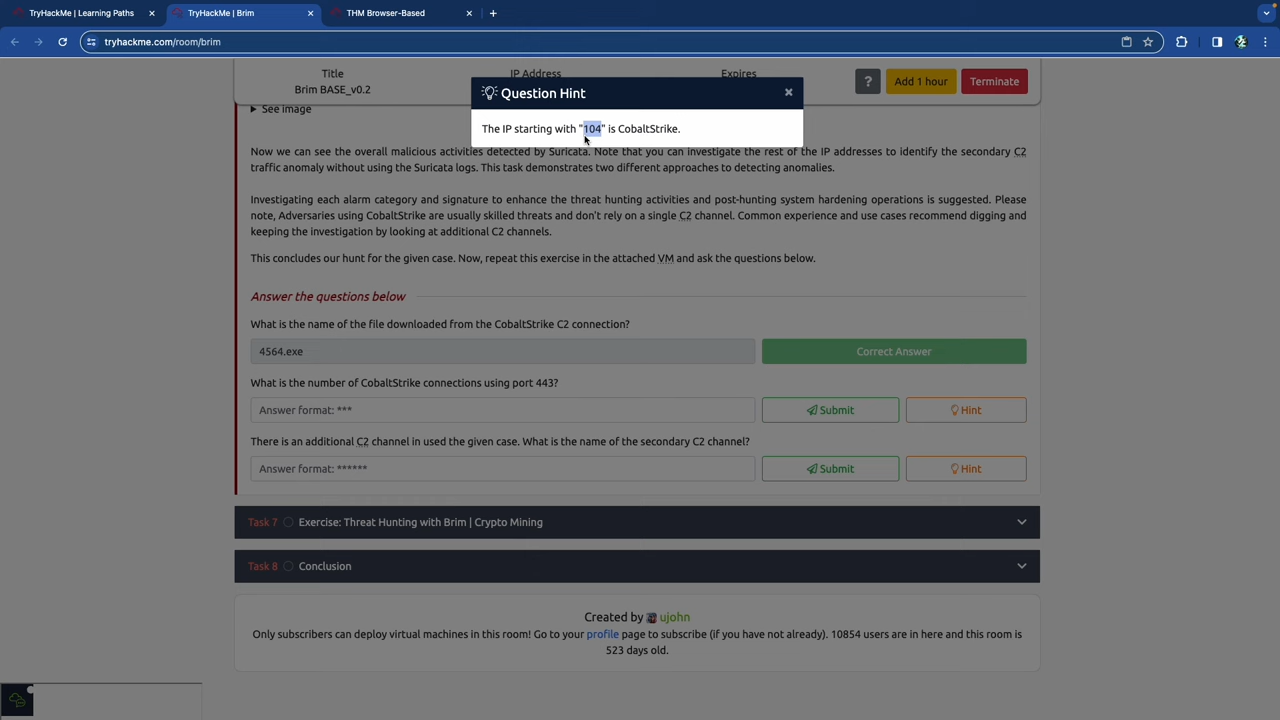 TryHackMe | Learning Paths
TryHackMe | Brim
THM Browser-Based
tryhackme.com/room/brim
Title
IP Address
Expires
Brim BASE_v0.2
?
Add 1 hour
Terminate
Question Hint
The IP starting with "104" is CobaltStrike.
See image
Now we can see the overall malicious activities detected by Suricata. Note that you can investigate the rest of the IP addresses to identify the secondary C2
traffic anomaly without using the Suricata logs. This task demonstrates two different approaches to detecting anomalies.
Investigating each alarm category and signature to enhance the threat hunting activities and post-hunting system hardening operations is suggested. Please
note, Adversaries using CobaltStrike are usually skilled threats and don't rely on a single C2 channel. Common experience and use cases recommend digging and
keeping the investigation by looking at additional C2 channels.
This concludes our hunt for the given case. Now, repeat this exercise in the attached VM and ask the questions below.
Answer the questions below
What is the name of the file downloaded from the CobaltStrike C2 connection?
4564.exe
Correct Answer
What is the number of CobaltStrike connections using port 443?
Answer format: ***
Submit
Hint
There is an additional C2 channel in used the given case. What is the name of the secondary C2 channel?
Answer format: ******
Submit
Hint
Task 7 Exercise: Threat Hunting with Brim | Crypto Mining
Task 8 Conclusion
Created by ujohn
Only subscribers can deploy virtual machines in this room! Go to your profile page to subscribe (if you have not already). 10854 users are in here and this room is
523 days old.